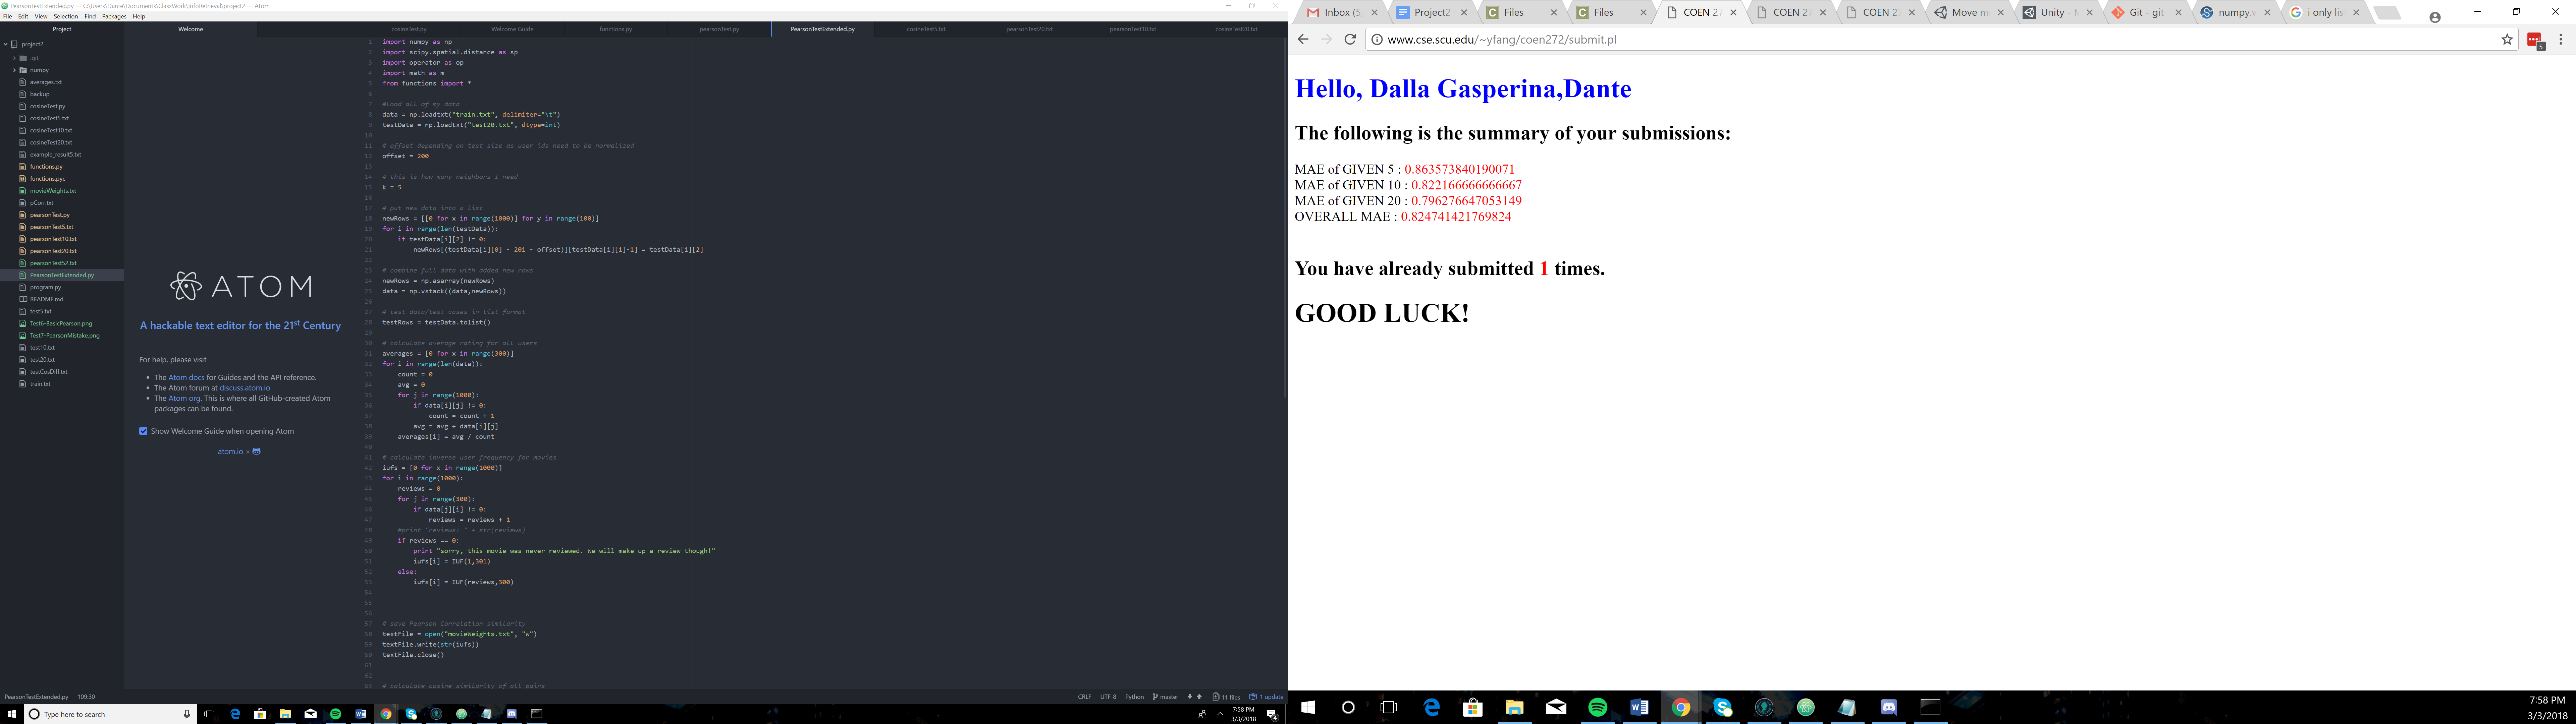 PearsonTestExtended.py — C:\Users\Dante\Documents\ClassWork\InfoRetrieval\project2 — Atom
File Edit View Selection Find Packages Help
Project
project2
.git
numpy
averages.txt
backup
cosineTest.py
cosineTest5.txt
cosineTest10.txt
cosineTest20.txt
example_result5.txt
functions.py
functions.pyc
movieWeights.txt
pCorr.txt
pearsonTest.py
pearsonTest5.txt
pearsonTest10.txt
pearsonTest20.txt
pearsonTest52.txt
PearsonTestExtended.py
program.py
README.md
test5.txt
Test6-BasicPearson.png
Test7-PearsonMistake.png
test10.txt
test20.txt
testCosDiff.txt
train.txt
Welcome
ATOM
A hackable text editor for the 21st Century
For help, please visit
• The Atom docs for Guides and the API reference.
• The Atom forum at discuss.atom.io
• The Atom org. This is where all GitHub-created Atom
packages can be found.
Show Welcome Guide when opening Atom
atom.io ×
cosineTest.py Welcome Guide functions.py pearsonTest.py PearsonTestExtended.py cosineTest5.txt pearsonTest20.txt pearsonTest10.txt cosineTest20.txt
1 import numpy as np
2 import scipy.spatial.distance as sp
3 import operator as op
4 import math as m
5 from functions import *
6
7 #load all of my data
8 data = np.loadtxt("train.txt", delimiter="\t")
9 testData = np.loadtxt("test20.txt", dtype=int)
10
11 # offset depending on test size as user ids need to be normalized
12 offset = 200
13
14 # this is how many neighbors I need
15 k = 5
16
17 # put new data into a list
18 newRows = [[0 for x in range(1000)] for y in range(100)]
19 for i in range(len(testData)):
20 if testData[i][2] != 0:
21 newRows[(testData[i][0] - 201 - offset)][testData[i][1]-1] = testData[i][2]
22
23 # combine full data with added new rows
24 newRows = np.asarray(newRows)
25 data = np.vstack((data,newRows))
26
27 # test data/test cases in list format
28 testRows = testData.tolist()
29
30 # calculate average rating for all users
31 averages = [0 for x in range(300)]
32 for i in range(len(data)):
33 count = 0
34 avg = 0
35 for j in range(1000):
36 if data[i][j] != 0:
37 count = count + 1
38 avg = avg + data[i][j]
39 averages[i] = avg / count
40
41 # calculate inverse user frequency for movies
42 iufs = [0 for x in range(1000)]
43 for i in range(1000):
44 reviews = 0
45 for j in range(300):
46 if data[j][i] != 0:
47 reviews = reviews + 1
48 #print "reviews: " + str(reviews)
49 if reviews == 0:
50 print "sorry, this movie was never reviewed. We will make up a review though!"
51 iufs[i] = IUF(1,301)
52 else:
53 iufs[i] = IUF(reviews,300)
54
55
56
57 # save Pearson Correlation similarity
58 textFile = open("movieWeights.txt", "w")
59 textFile.write(str(iufs))
60 textFile.close()
61
62
63 # calculate cosine similarity of all pairs
PearsonTestExtended.py 109:30
CRLF UTF-8 Python master 11 files 1 update
Type here to search
7:58 PM
3/3/2018
4
Inbox (5 Project2 Files Files COEN 27 COEN 27 COEN 27 Move m Unity - Git - git numpy.v i only lis
www.cse.scu.edu/~yfang/coen272/submit.pl
5
Hello, Dalla Gasperina,Dante
The following is the summary of your submissions:
MAE of GIVEN 5 : 0.863573840190071
MAE of GIVEN 10 : 0.822166666666667
MAE of GIVEN 20 : 0.796276647053149
OVERALL MAE : 0.824741421769824
You have already submitted 1 times.
GOOD LUCK!
7:58 PM
3/3/2018